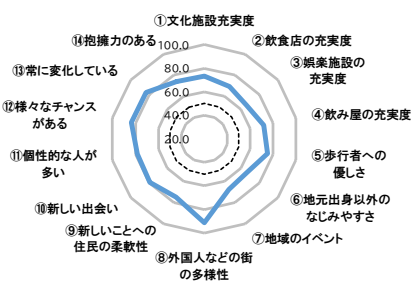 ①文化施設充実度
②飲食店の充実度
③娯楽施設の
充実度
④飲み屋の充実度
⑤歩行者への
優しさ
⑥地元出身以外の
なじみやすさ
⑦地域のイベント
⑧外国人などの街
の多様性
⑨新しいことへの
住民の柔軟性
⑩新しい出会い
⑪個性的な人が
多い
⑫様々なチャンス
がある
⑬常に変化している
⑭抱擁力のある
100.0
80.0
60.0
40.0
20.0